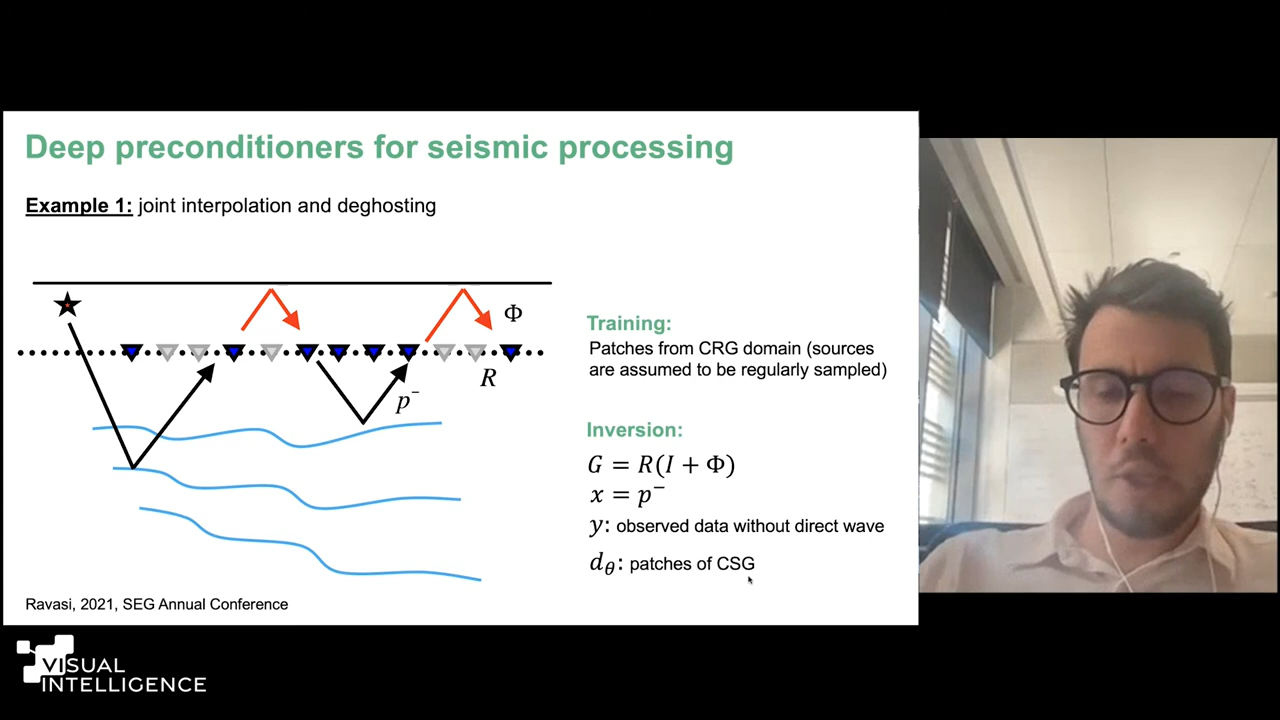 Deep preconditioners for seismic processing
Example 1: joint interpolation and deghosting
Φ
R
p⁻
Training:
Patches from CRG domain (sources
are assumed to be regularly sampled)
Inversion:
G = R(I + Φ)
x = p⁻
y: observed data without direct wave
d_θ: patches of CSG
Ravasi, 2021, SEG Annual Conference
VISUAL
INTELLIGENCE